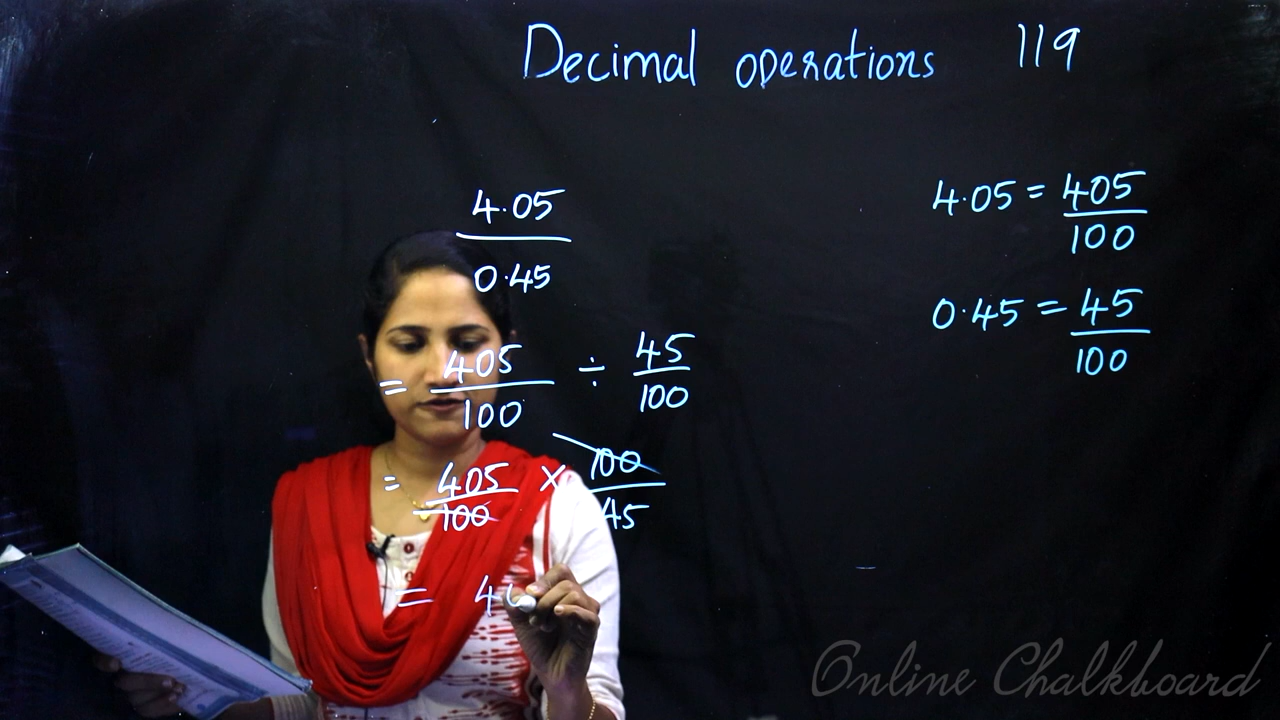 Decimal operations 119
4.05
0.45
= 405/100 ÷ 45/100
= 405/100 × 100/45
= 4
4.05 = 405/100
0.45 = 45/100
Online Chalkboard